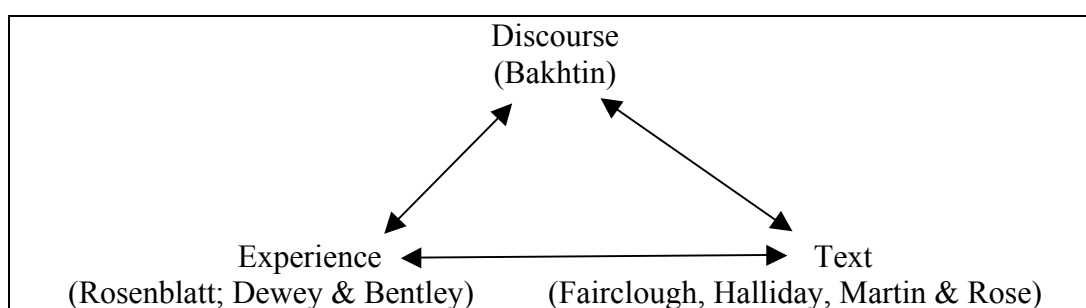 Discourse
(Bakhtin)
Experience Text
(Rosenblatt; Dewey & Bentley) (Fairclough, Halliday, Martin & Rose)